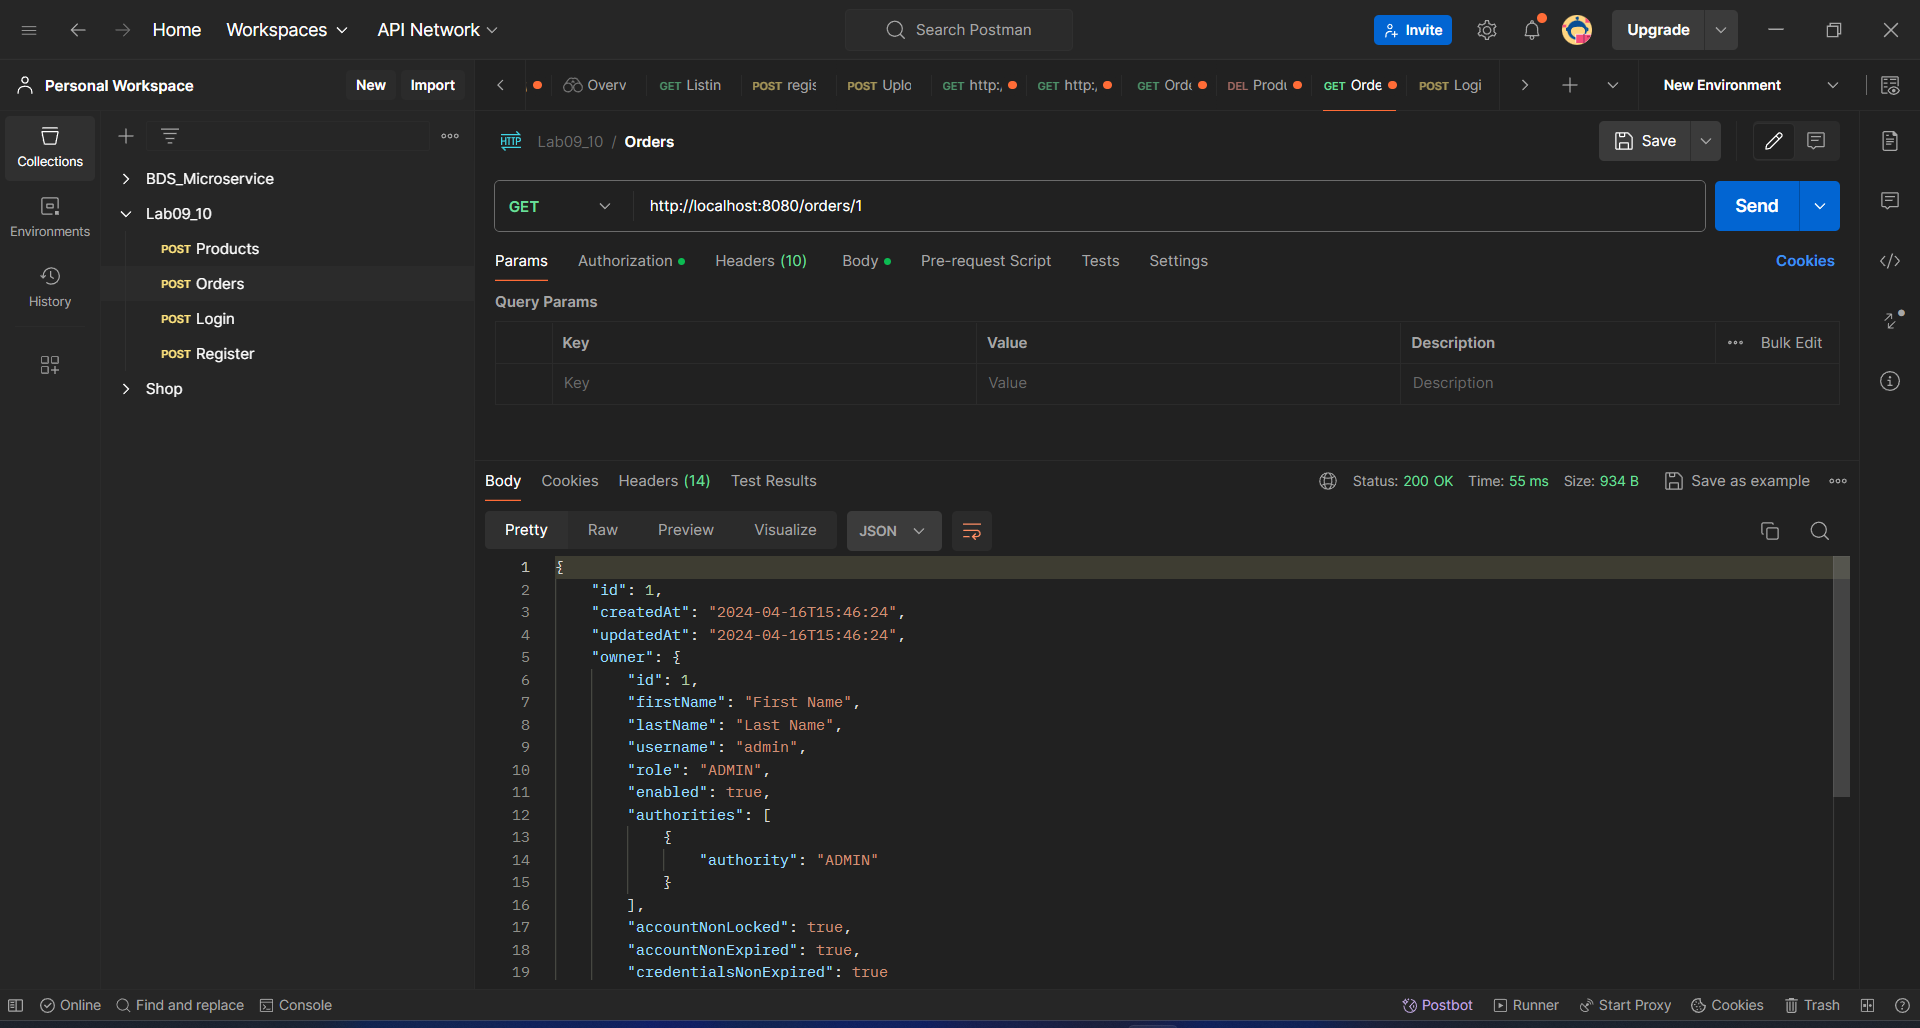 Home Workspaces API Network Search Postman Invite Upgrade
Personal Workspace New Import Overv GET Listin POST regis POST Uplo GET http:, GET http:, GET Orde DEL Produ GET Orde POST Logi New Environment
Collections
Environments
History
BDS_Microservice
Lab09_10
POST Products
POST Orders
POST Login
POST Register
Shop
HTTP Lab09_10 / Orders Save
GET http://localhost:8080/orders/1 Send
Params Authorization Headers (10) Body Pre-request Script Tests Settings Cookies
Query Params
Key Value Description Bulk Edit
Key Value Description
Body Cookies Headers (14) Test Results Status: 200 OK Time: 55 ms Size: 934 B Save as example
Pretty Raw Preview Visualize JSON
1 {
2 "id": 1,
3 "createdAt": "2024-04-16T15:46:24",
4 "updatedAt": "2024-04-16T15:46:24",
5 "owner": {
6 "id": 1,
7 "firstName": "First Name",
8 "lastName": "Last Name",
9 "username": "admin",
10 "role": "ADMIN",
11 "enabled": true,
12 "authorities": [
13 {
14 "authority": "ADMIN"
15 }
16 ],
17 "accountNonLocked": true,
18 "accountNonExpired": true,
19 "credentialsNonExpired": true
Online Find and replace Console Postbot Runner Start Proxy Cookies Trash